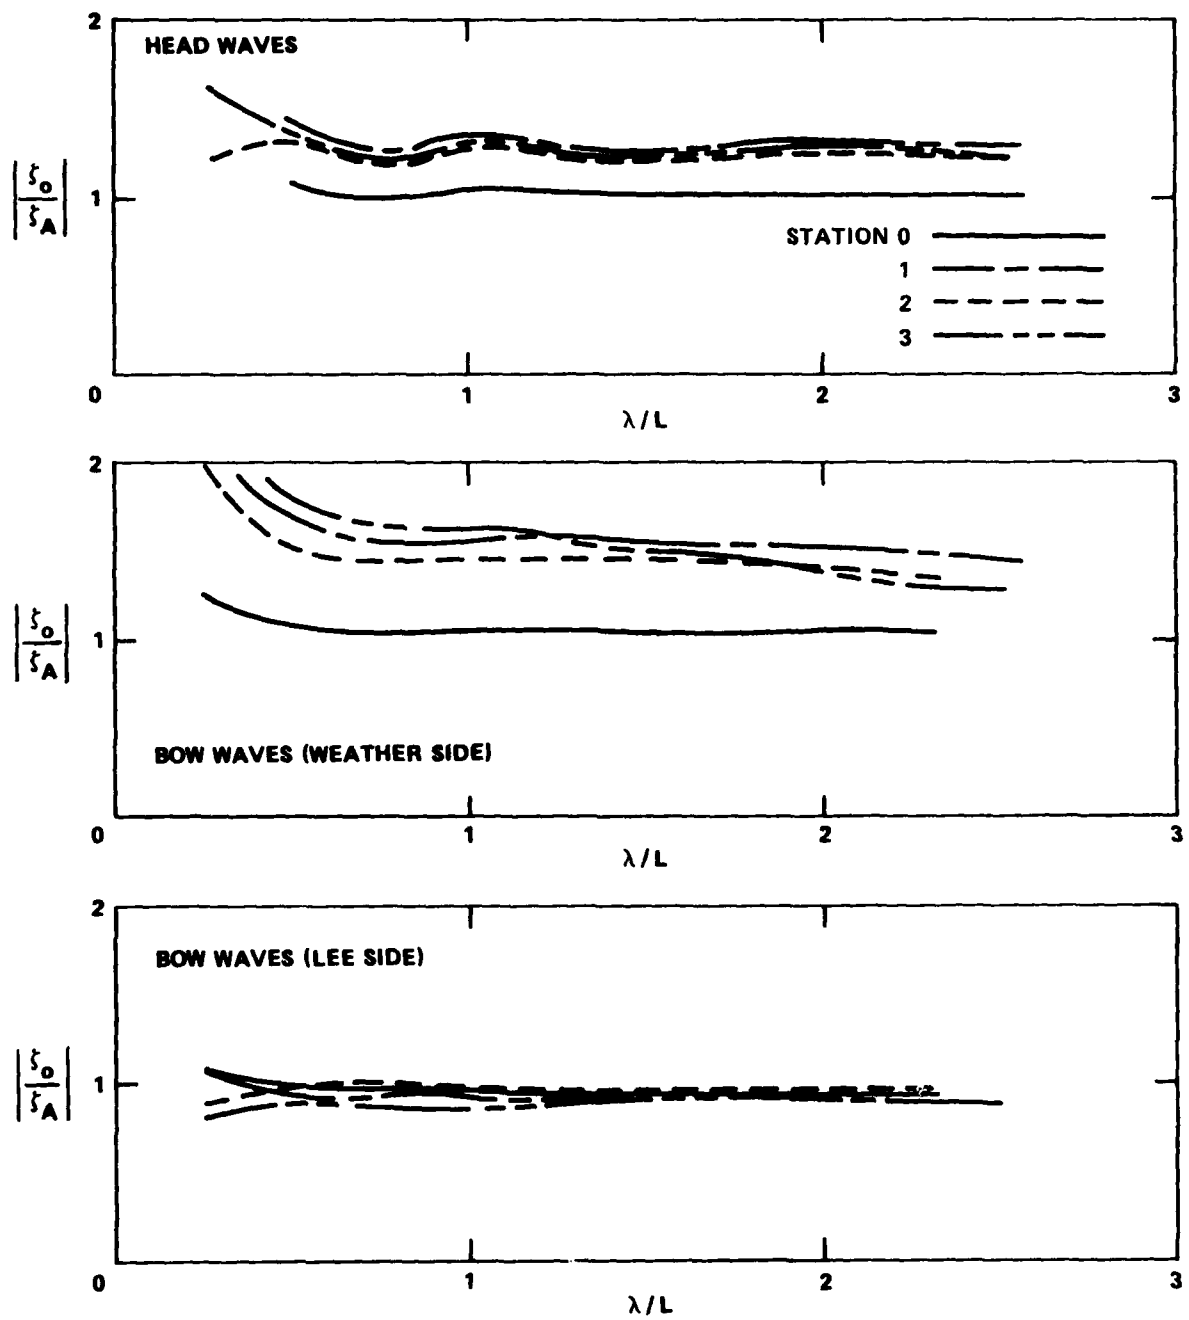 2
HEAD WAVES
|ζo/ζA|
1
STATION 0
1
2
3
0
1
2
3
λ/L
2
|ζo/ζA|
1
BOW WAVES (WEATHER SIDE)
0
1
2
3
λ/L
2
BOW WAVES (LEE SIDE)
|ζo/ζA|
1
0
1
2
3
λ/L